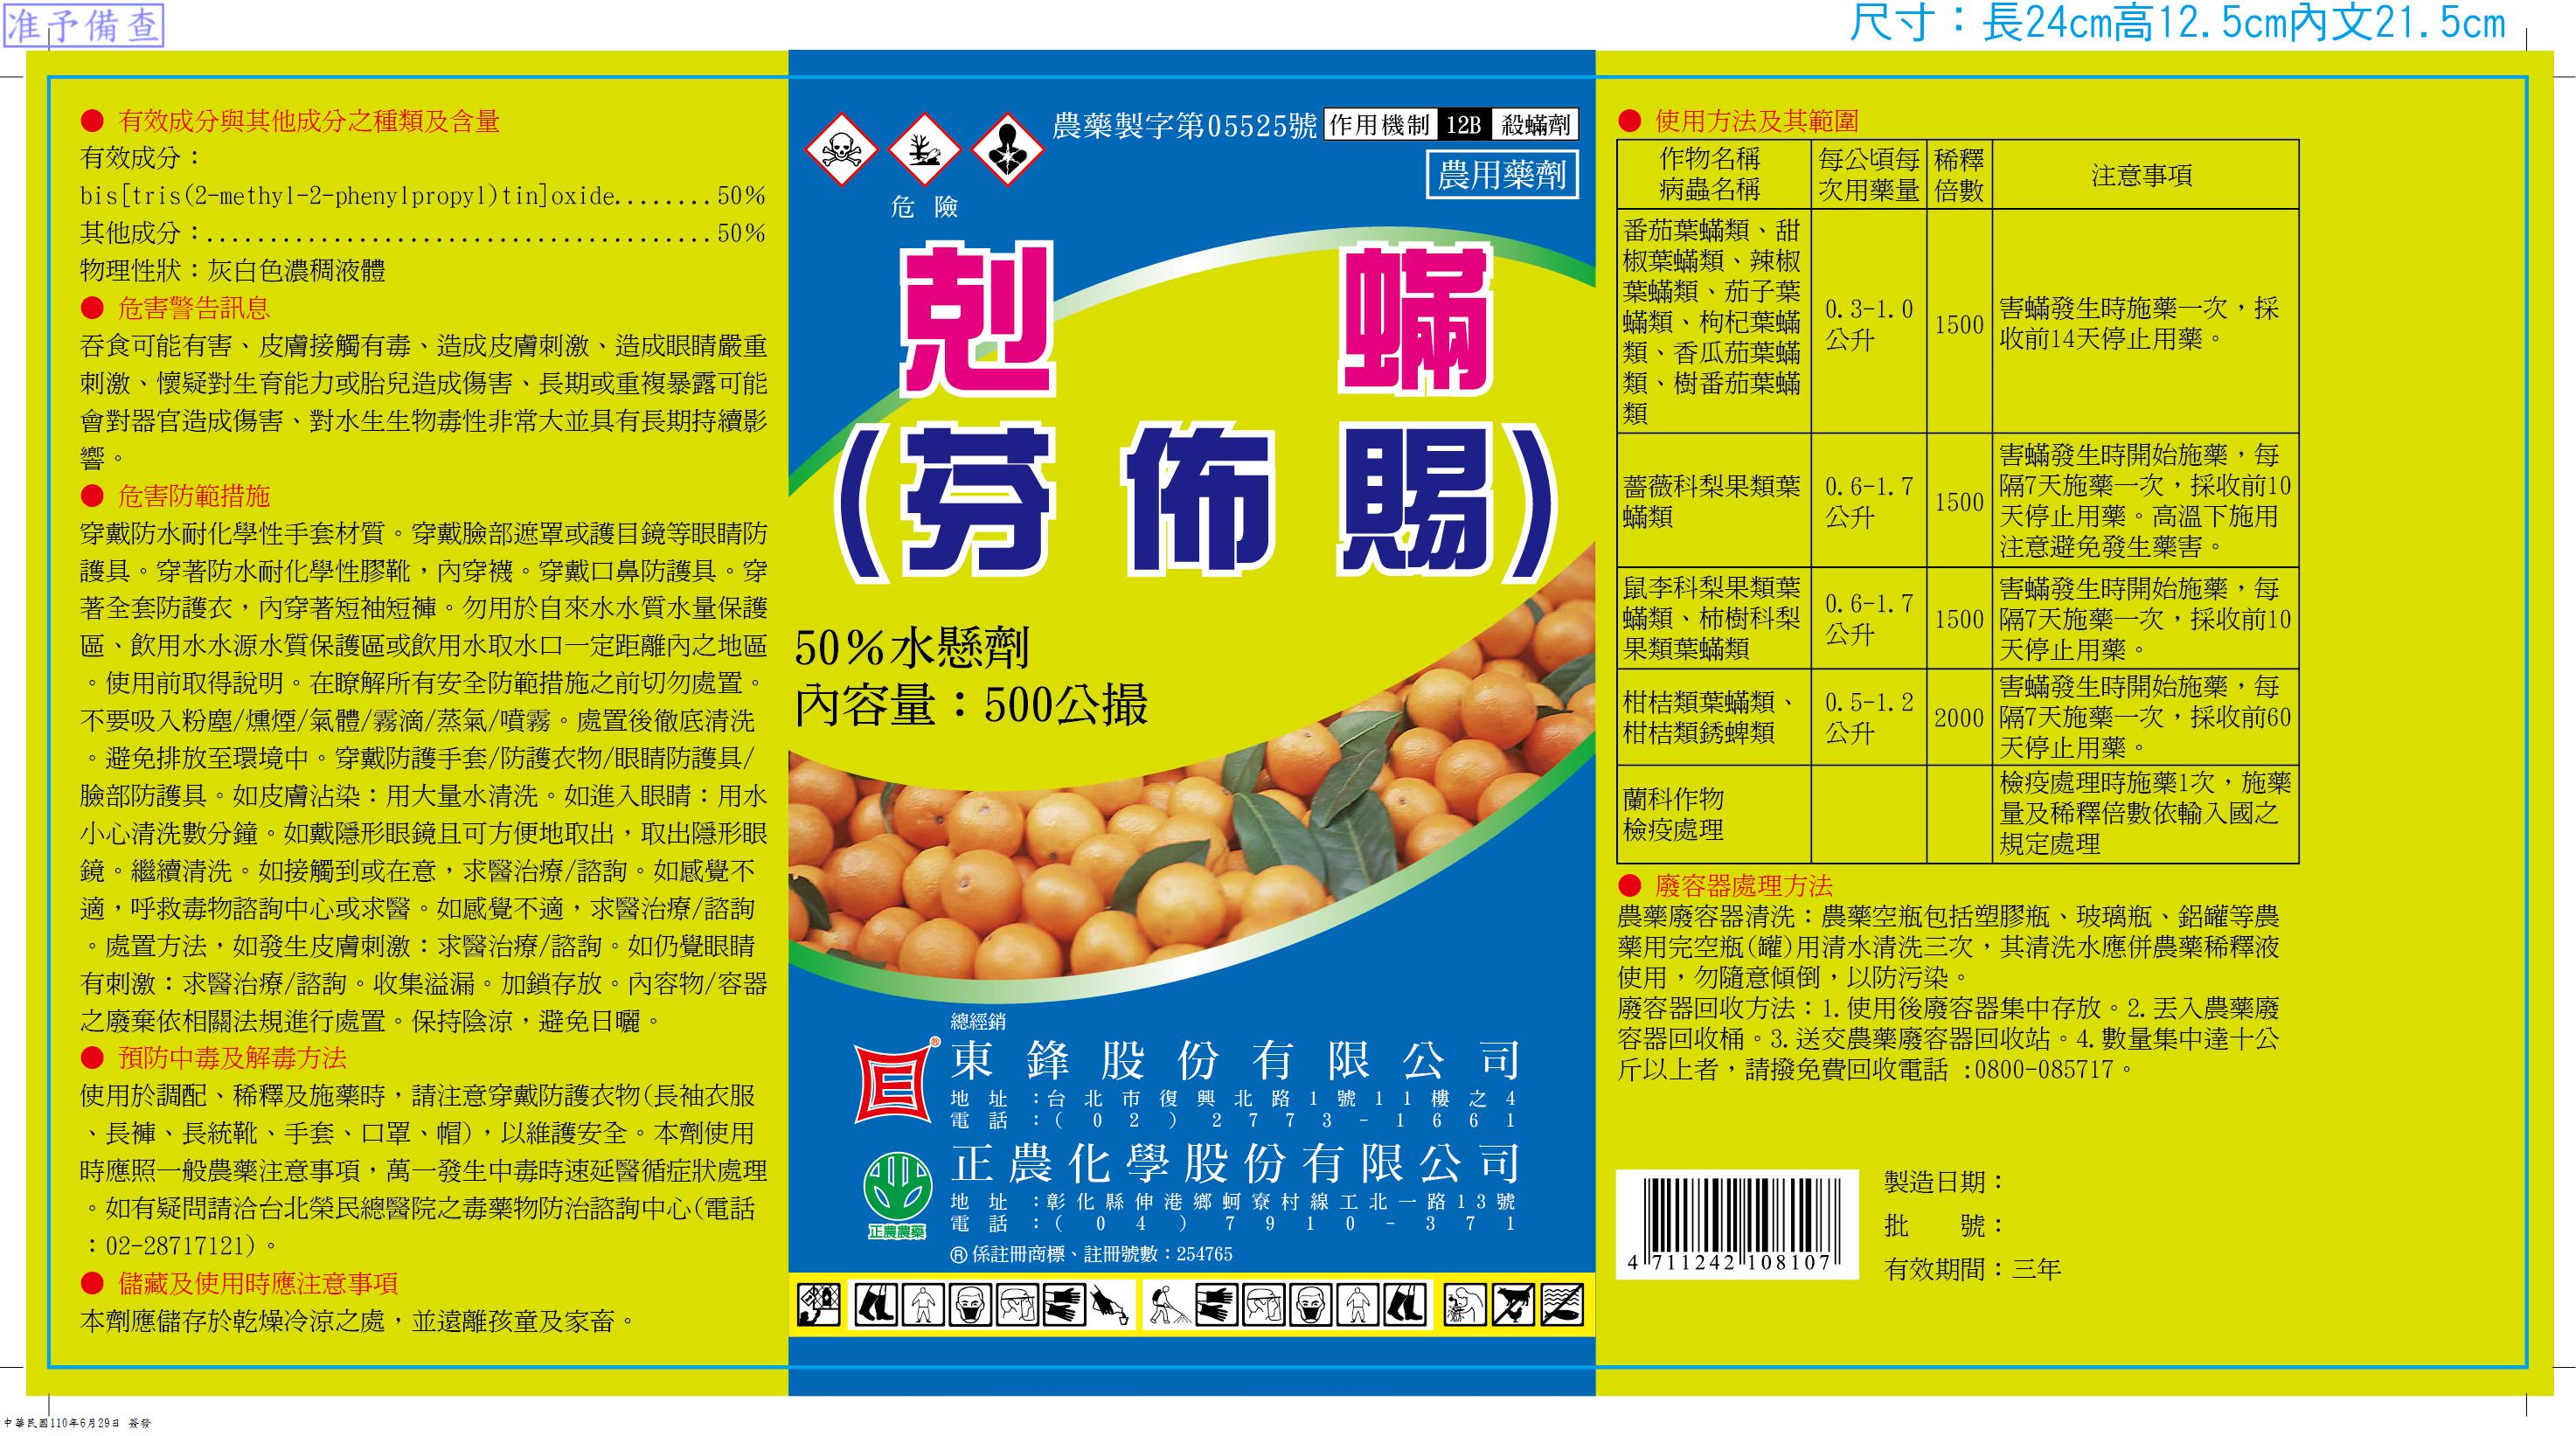 准予備查
尺寸：長24cm高12.5cm內文21.5cm
● 有效成分與其他成分之種類及含量
有效成分：
bis[tris(2-methyl-2-phenylpropyl)tin]oxide........50%
其他成分：........................................50%
物理性狀：灰白色濃稠液體
● 危害警告訊息
吞食可能有害、皮膚接觸有毒、造成皮膚刺激、造成眼睛嚴重
刺激、懷疑對生育能力或胎兒造成傷害、長期或重複暴露可能
會對器官造成傷害、對水生生物毒性非常大並具有長期持續影
響。
● 危害防範措施
穿戴防水耐化學性手套材質。穿戴臉部遮罩或護目鏡等眼睛防
護具。穿著防水耐化學性膠靴，內穿襪。穿戴口鼻防護具。穿
著全套防護衣，內穿著短袖短褲。勿用於自來水水質水量保護
區、飲用水水源水質保護區或飲用水取水口一定距離內之地區
。使用前取得說明。在瞭解所有安全防範措施之前切勿處置。
不要吸入粉塵/燻煙/氣體/霧滴/蒸氣/噴霧。處置後徹底清洗
。避免排放至環境中。穿戴防護手套/防護衣物/眼睛防護具/
臉部防護具。如皮膚沾染：用大量水清洗。如進入眼睛：用水
小心清洗數分鐘。如戴隱形眼鏡且可方便地取出，取出隱形眼
鏡。繼續清洗。如接觸到或在意，求醫治療/諮詢。如感覺不
適，呼救毒物諮詢中心或求醫。如感覺不適，求醫治療/諮詢
。處置方法，如發生皮膚刺激：求醫治療/諮詢。如仍覺眼睛
有刺激：求醫治療/諮詢。收集溢漏。加鎖存放。內容物/容器
之廢棄依相關法規進行處置。保持陰涼，避免日曬。
● 預防中毒及解毒方法
使用於調配、稀釋及施藥時，請注意穿戴防護衣物(長袖衣服
、長褲、長統靴、手套、口罩、帽)，以維護安全。本劑使用
時應照一般農藥注意事項，萬一發生中毒時速延醫循症狀處理
。如有疑問請洽台北榮民總醫院之毒藥物防治諮詢中心(電話
：02-28717121)。
● 儲藏及使用時應注意事項
本劑應儲存於乾燥冷涼之處，並遠離孩童及家畜。
農藥製字第05525號 作用機制 12B 殺蟎劑
農用藥劑
危 險
剋 蟎
(芬佈賜)
50%水懸劑
內容量：500公撮
總經銷
®
東鋒股份有限公司
地 址 ：台北市復興北路1號11樓之4
電 話 ：(02)2773-1661
正農化學股份有限公司
地 址 ：彰化縣伸港鄉蚵寮村線工北一路13號
電 話 ：(04)7910-371
正農農藥
® 係註冊商標、註冊號數：254765
● 使用方法及其範圍
作物名稱 每公頃每 稀釋 注意事項
病蟲名稱 次用藥量 倍數
番茄葉蟎類、甜
椒葉蟎類、辣椒
葉蟎類、茄子葉
蟎類、枸杞葉蟎
類、香瓜茄葉蟎
類、樹番茄葉蟎
類
0.3-1.0
公升
1500
害蟎發生時施藥一次，採
收前14天停止用藥。
薔薇科梨果類葉
蟎類
0.6-1.7
公升
1500
害蟎發生時開始施藥，每
隔7天施藥一次，採收前10
天停止用藥。高溫下施用
注意避免發生藥害。
鼠李科梨果類葉
蟎類、柿樹科梨
果類葉蟎類
0.6-1.7
公升
1500
害蟎發生時開始施藥，每
隔7天施藥一次，採收前10
天停止用藥。
柑桔類葉蟎類、
柑桔類銹蜱類
0.5-1.2
公升
2000
害蟎發生時開始施藥，每
隔7天施藥一次，採收前60
天停止用藥。
蘭科作物
檢疫處理
檢疫處理時施藥1次，施藥
量及稀釋倍數依輸入國之
規定處理
● 廢容器處理方法
農藥廢容器清洗：農藥空瓶包括塑膠瓶、玻璃瓶、鋁罐等農
藥用完空瓶(罐)用清水清洗三次，其清洗水應併農藥稀釋液
使用，勿隨意傾倒，以防污染。
廢容器回收方法：1.使用後廢容器集中存放。2.丟入農藥廢
容器回收桶。3.送交農藥廢容器回收站。4.數量集中達十公
斤以上者，請撥免費回收電話 :0800-085717。
4 711242 108107
製造日期：
批 號：
有效期間：三年
中華民國110年6月29日 簽發